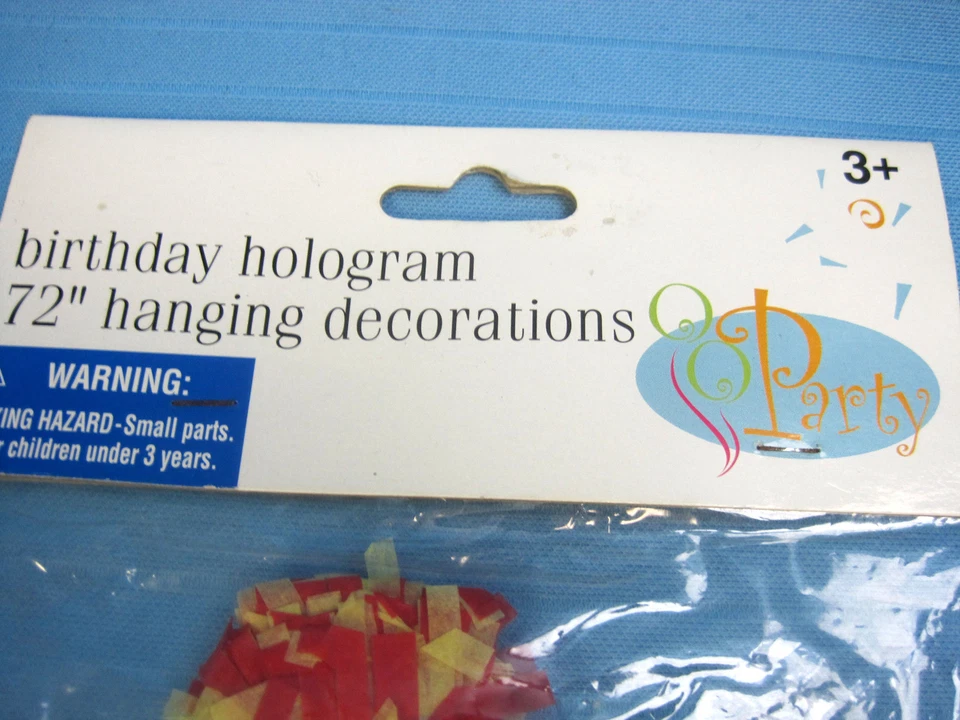 3+
birthday hologram
72" hanging decorations
Party
WARNING:
HAZARD-Small parts.
children under 3 years.